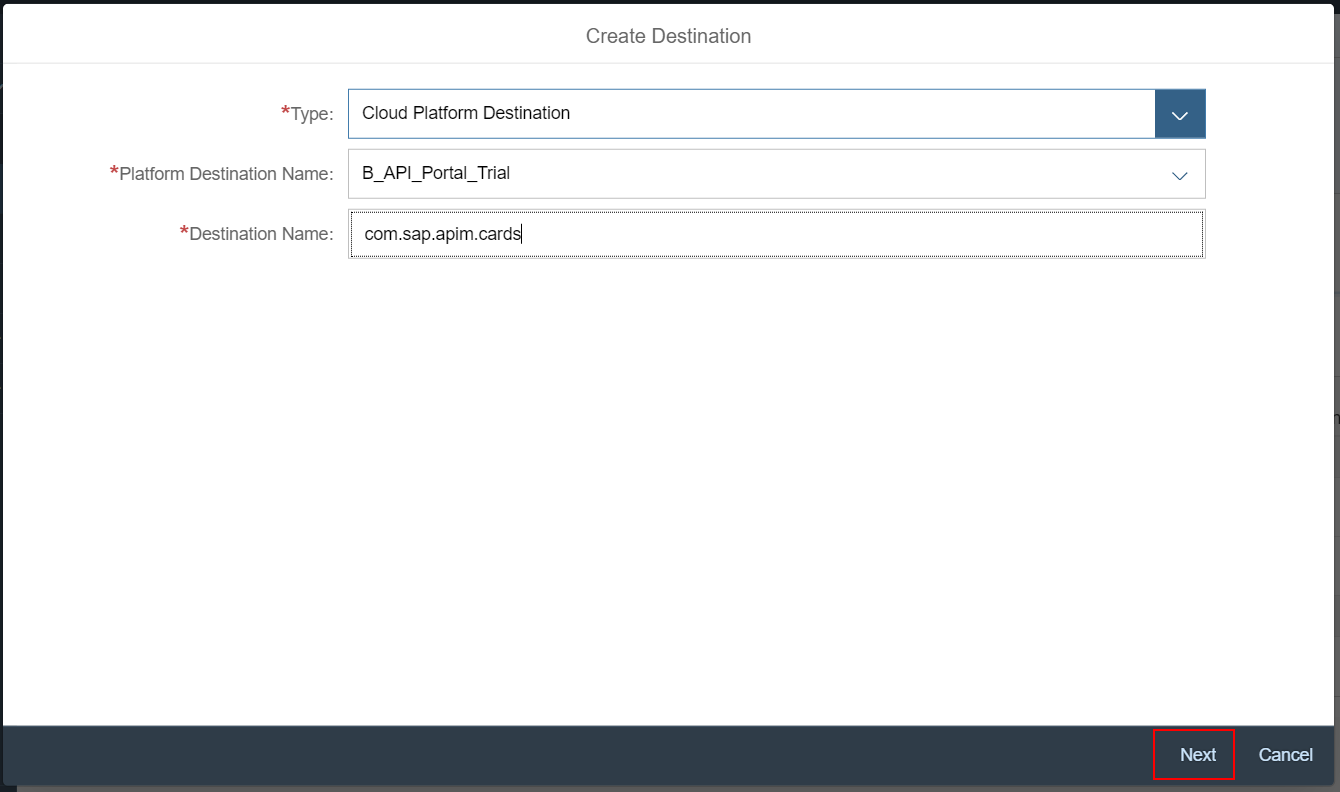 Create Destination
*Type: Cloud Platform Destination
*Platform Destination Name: B_API_Portal_Trial
*Destination Name: com.sap.apim.cards
Next Cancel